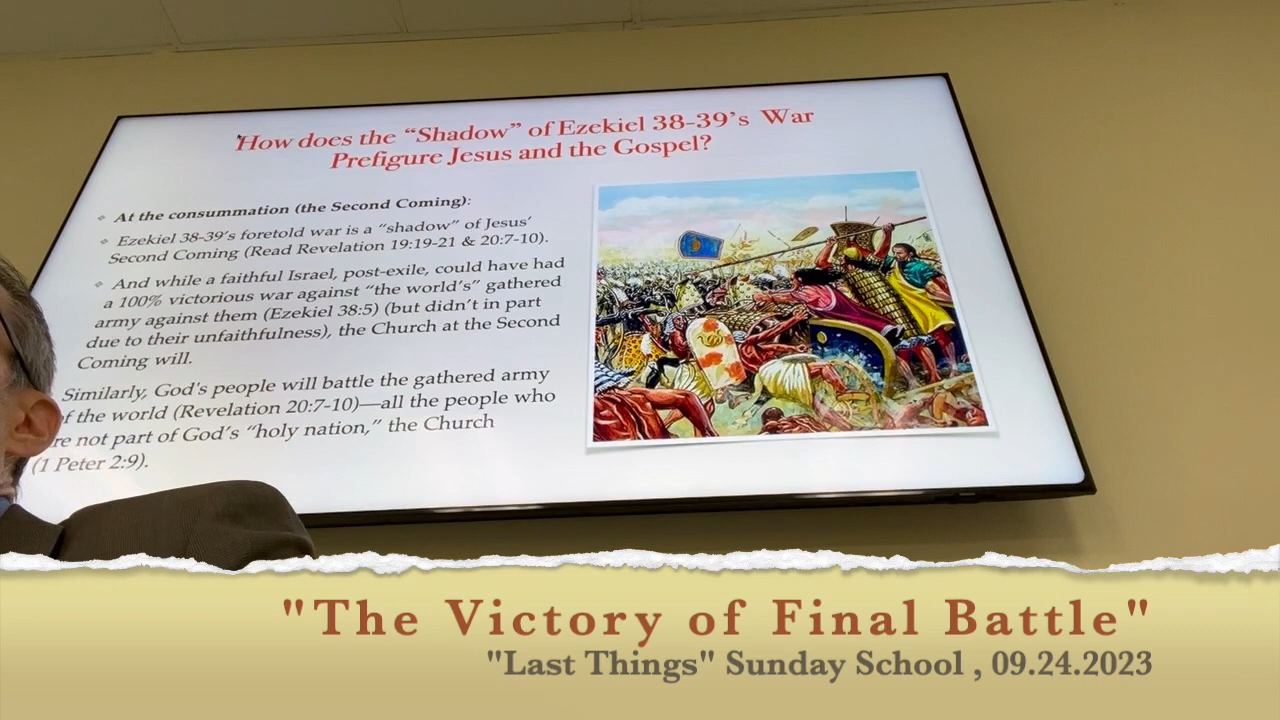 How does the “Shadow” of Ezekiel 38-39’s War
Prefigure Jesus and the Gospel?
At the consummation (the Second Coming):
Ezekiel 38-39’s foretold war is a “shadow” of Jesus’
Second Coming (Read Revelation 19:19-21 & 20:7-10).
And while a faithful Israel, post-exile, could have had
a 100% victorious war against “the world’s” gathered
army against them (Ezekiel 38:5) (but didn’t in part
due to their unfaithfulness), the Church at the Second
Coming will.
Similarly, God's people will battle the gathered army
f the world (Revelation 20:7-10)—all the people who
re not part of God’s “holy nation,” the Church
(1 Peter 2:9).
"The Victory of Final Battle"
"Last Things" Sunday School , 09.24.2023